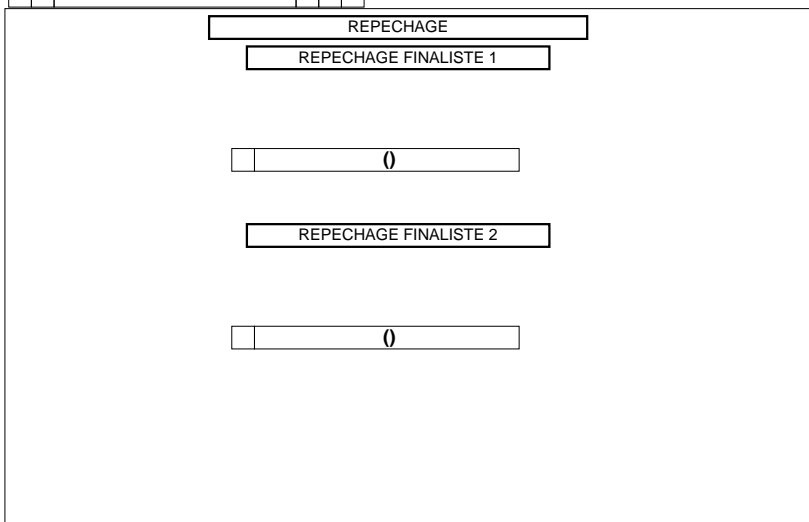 REPECHAGE
REPECHAGE FINALISTE 1
()
REPECHAGE FINALISTE 2
()